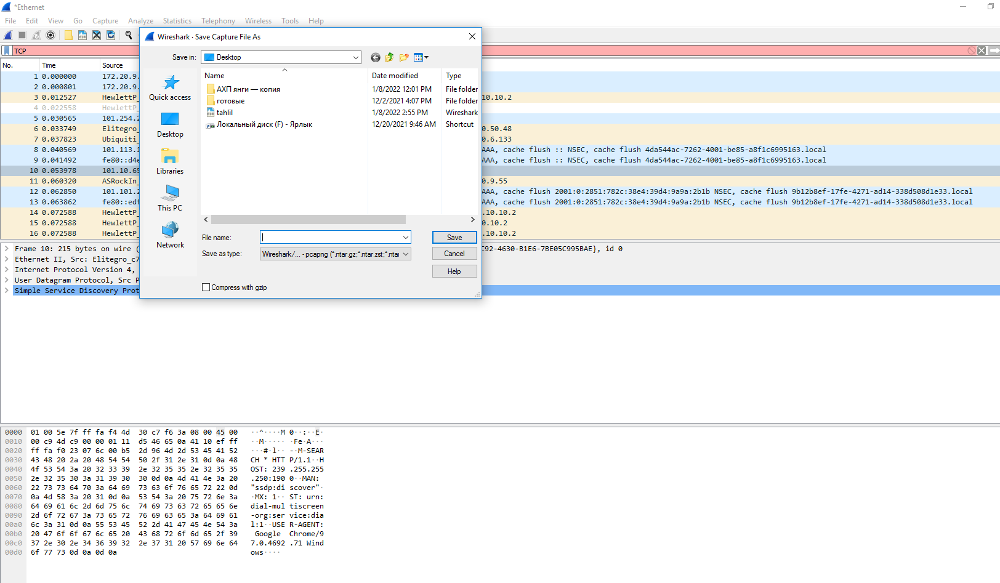 *Ethernet
File Edit View Go Capture Analyze Statistics Telephony Wireless Tools Help
TCP
No. Time Source
1 0.000000 172.20.9.
2 0.000801 172.20.9.
3 0.012527 HewlettP_ 10.10.2
4 0.022558 HewlettP_
5 0.030565 101.254.2
6 0.033749 Elitegro_ .50.48
7 0.037823 Ubiquiti_ 0.6.133
8 0.040569 101.113.1 AAA, cache flush :: NSEC, cache flush 4da544ac-7262-4001-be85-a8f1c6995163.local
9 0.041492 fe80::d4e AAA, cache flush :: NSEC, cache flush 4da544ac-7262-4001-be85-a8f1c6995163.local
10 0.053978 101.10.65
11 0.060320 ASRockIn_ 0.9.55
12 0.062850 101.101.2 AAA, cache flush 2001:0:2851:782c:38e4:39d4:9a9a:2b1b NSEC, cache flush 9b12b8ef-17fe-4271-ad14-338d508d1e33.local
13 0.063862 fe80::edf AAA, cache flush 2001:0:2851:782c:38e4:39d4:9a9a:2b1b NSEC, cache flush 9b12b8ef-17fe-4271-ad14-338d508d1e33.local
14 0.072588 HewlettP_ .10.10.2
15 0.072588 HewlettP_ .10.2
16 0.072588 HewlettP_ .10.10.2
Wireshark · Save Capture File As
Save in: Desktop
Quick access
Desktop
Libraries
This PC
Network
Name Date modified Type
АХП янги — копия 1/8/2022 12:01 PM File folder
готовые 12/2/2021 4:07 PM File folder
tahlil 1/8/2022 2:55 PM Wireshark
Локальный диск (F) - Ярлык 12/20/2021 9:46 AM Shortcut
File name: Save
Save as type: Wireshark/... - pcapng (*.ntar.gz;*.ntar.zst;*.ntar Cancel
Help
Compress with gzip
Frame 10: 215 bytes on wire ( C92-4630-B1E6-7BE05C995BAE}, id 0
Ethernet II, Src: Elitegro_c7
Internet Protocol Version 4,
User Datagram Protocol, Src P
Simple Service Discovery Prot
0000 01 00 5e 7f ff fa f4 4d 30 c7 f6 3a 08 00 45 00 ··^····M 0··:··E·
0010 00 c9 4d c9 00 00 01 11 d5 46 65 0a 41 10 ef ff ··M····· ·Fe·A···
0020 ff fa f0 23 07 6c 00 b5 2d 96 4d 2d 53 45 41 52 ···#·l·· -·M-SEAR
0030 43 48 20 2a 20 48 54 54 50 2f 31 2e 31 0d 0a 48 CH * HTT P/1.1··H
0040 4f 53 54 3a 20 32 33 39 2e 32 35 35 2e 32 35 35 OST: 239 .255.255
0050 2e 32 35 30 3a 31 39 30 30 0d 0a 4d 41 4e 3a 20 .250:190 0··MAN:
0060 22 73 73 64 70 3a 64 69 73 63 6f 76 65 72 22 0d "ssdp:di scover"·
0070 0a 4d 58 3a 20 31 0d 0a 53 54 3a 20 75 72 6e 3a ·MX: 1·· ST: urn:
0080 64 69 61 6c 2d 6d 75 6c 74 69 73 63 72 65 65 6e dial-mul tiscreen
0090 2d 6f 72 67 3a 73 65 72 76 69 63 65 3a 64 69 61 -org:ser vice:dia
00a0 6c 3a 31 0d 0a 55 53 45 52 2d 41 47 45 4e 54 3a l:1··USE R-AGENT:
00b0 20 47 6f 6f 67 6c 65 20 43 68 72 6f 6d 65 2f 39 Google Chrome/9
00c0 37 2e 30 2e 34 36 39 32 2e 37 31 20 57 69 6e 64 7.0.4692 .71 Wind
00d0 6f 77 73 0d 0a 0d 0a ows····